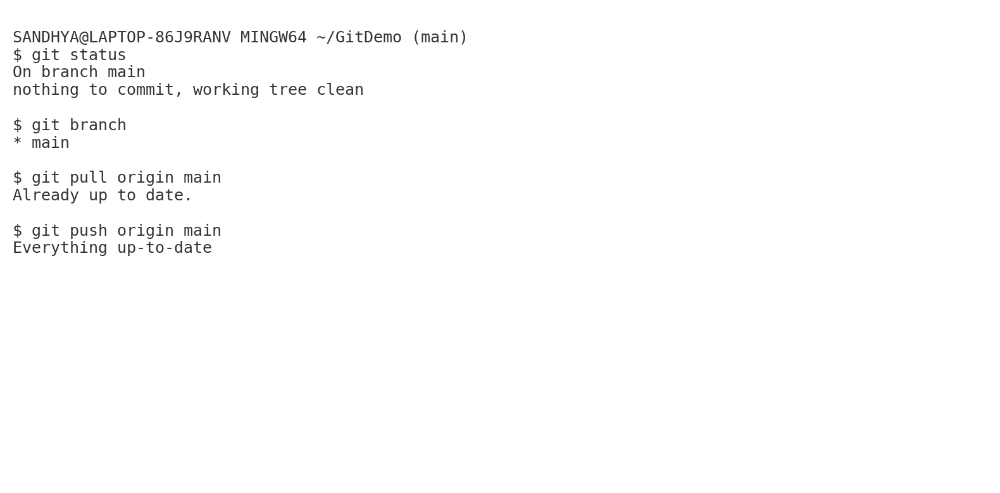 SANDHYA@LAPTOP-86J9RANV MINGW64 ~/GitDemo (main)
$ git status
On branch main
nothing to commit, working tree clean
$ git branch
* main
$ git pull origin main
Already up to date.
$ git push origin main
Everything up-to-date